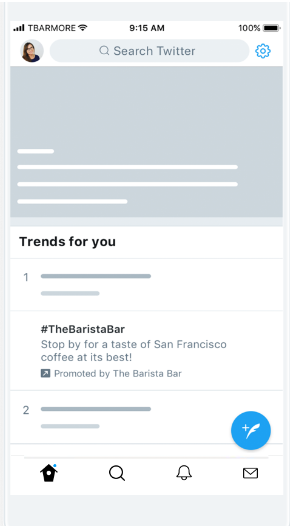 TBARMORE 9:15 AM 100%
Search Twitter
Trends for you
1
#TheBaristaBar
Stop by for a taste of San Francisco
coffee at its best!
Promoted by The Barista Bar
2